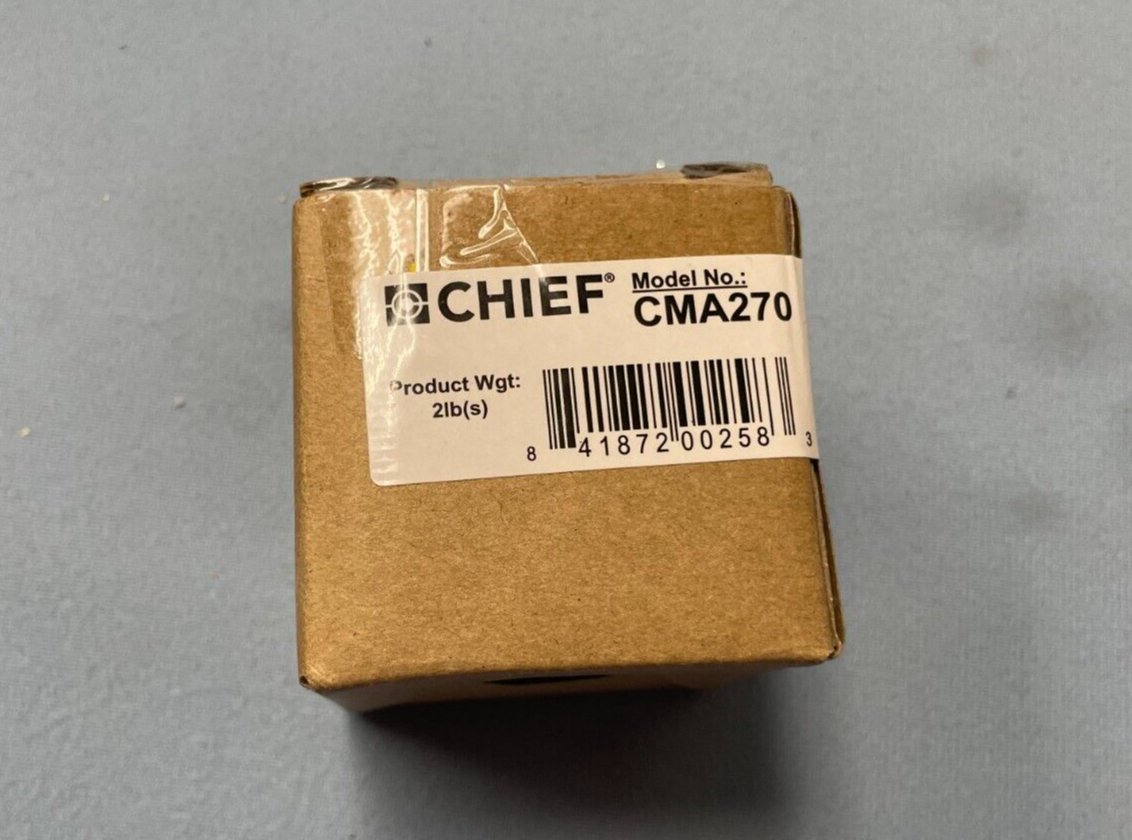 CHIEF®
Model No.:
CMA270
Product Wgt:
2lb(s)
8 41872 00258 3